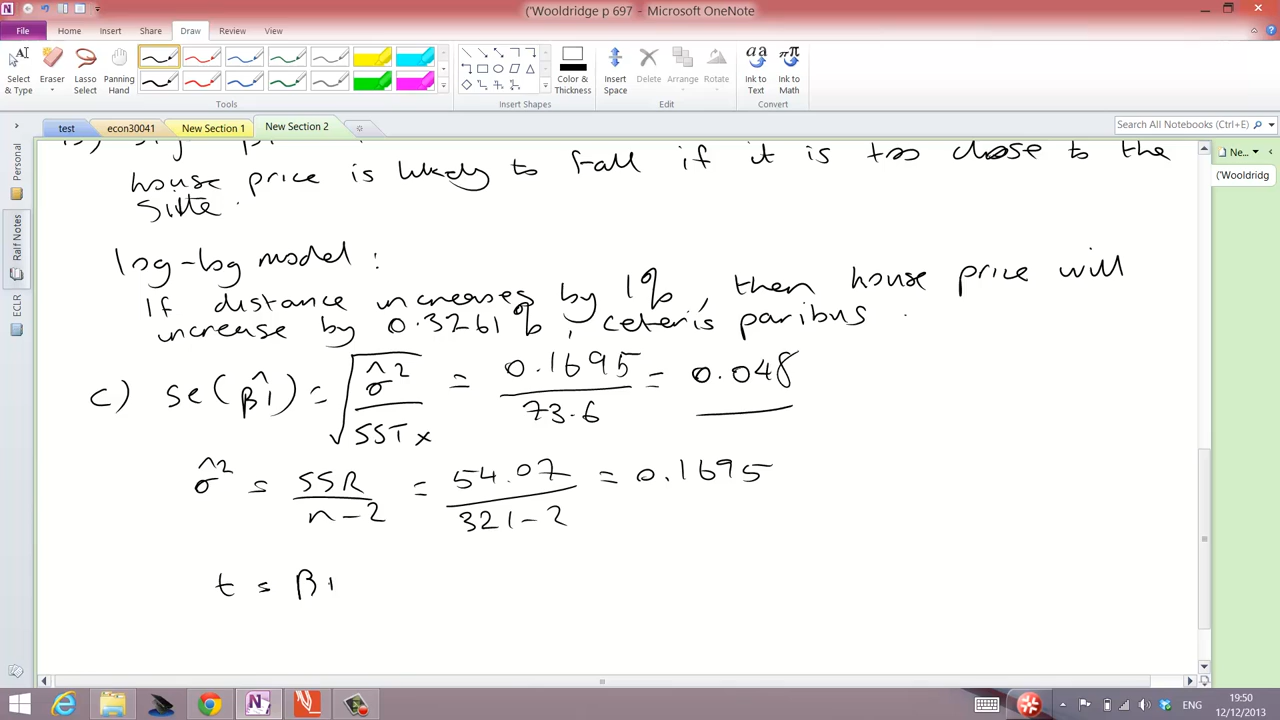 ('Wooldridge p 697 - Microsoft OneNote
File Home Insert Share Draw Review View
Select & Type Eraser Lasso Select Panning Hand Color & Thickness Insert Space Delete Arrange Rotate Ink to Text Ink to Math
Tools Insert Shapes Edit Convert
test econ30041 New Section 1 New Section 2 Search All Notebooks (Ctrl+E)
Personal
Ralf Notes
ECLR
Ne...
('Wooldridg
house price is likely to fall if it is too close to the
site.
log-log model :
If distance increases by 1%, then house price will
increase by 0.3261%, ceteris paribus.
c) se(β̂1) = √(σ̂²/SSTx) = 0.1695/73.6 = 0.048
σ̂² = SSR/n-2 = 54.07/321-2 = 0.1695
t = β1
ENG 19:50
12/12/2013